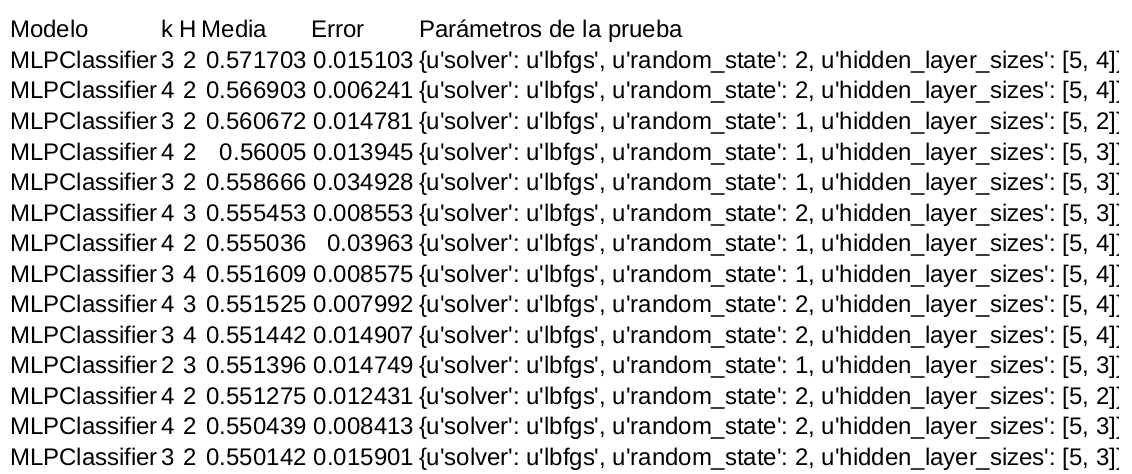 Modelo k H Media Error Parámetros de la prueba
MLPClassifier 3 2 0.571703 0.015103 {u'solver': u'lbfgs', u'random_state': 2, u'hidden_layer_sizes': [5, 4]}
MLPClassifier 4 2 0.566903 0.006241 {u'solver': u'lbfgs', u'random_state': 2, u'hidden_layer_sizes': [5, 4]}
MLPClassifier 3 2 0.560672 0.014781 {u'solver': u'lbfgs', u'random_state': 1, u'hidden_layer_sizes': [5, 2]}
MLPClassifier 4 2 0.56005 0.013945 {u'solver': u'lbfgs', u'random_state': 1, u'hidden_layer_sizes': [5, 3]}
MLPClassifier 3 2 0.558666 0.034928 {u'solver': u'lbfgs', u'random_state': 1, u'hidden_layer_sizes': [5, 3]}
MLPClassifier 4 3 0.555453 0.008553 {u'solver': u'lbfgs', u'random_state': 2, u'hidden_layer_sizes': [5, 3]}
MLPClassifier 4 2 0.555036 0.03963 {u'solver': u'lbfgs', u'random_state': 1, u'hidden_layer_sizes': [5, 4]}
MLPClassifier 3 4 0.551609 0.008575 {u'solver': u'lbfgs', u'random_state': 1, u'hidden_layer_sizes': [5, 4]}
MLPClassifier 4 3 0.551525 0.007992 {u'solver': u'lbfgs', u'random_state': 2, u'hidden_layer_sizes': [5, 4]}
MLPClassifier 3 4 0.551442 0.014907 {u'solver': u'lbfgs', u'random_state': 2, u'hidden_layer_sizes': [5, 4]}
MLPClassifier 2 3 0.551396 0.014749 {u'solver': u'lbfgs', u'random_state': 1, u'hidden_layer_sizes': [5, 3]}
MLPClassifier 4 2 0.551275 0.012431 {u'solver': u'lbfgs', u'random_state': 2, u'hidden_layer_sizes': [5, 2]}
MLPClassifier 4 2 0.550439 0.008413 {u'solver': u'lbfgs', u'random_state': 2, u'hidden_layer_sizes': [5, 3]}
MLPClassifier 3 2 0.550142 0.015901 {u'solver': u'lbfgs', u'random_state': 2, u'hidden_layer_sizes': [5, 3]}